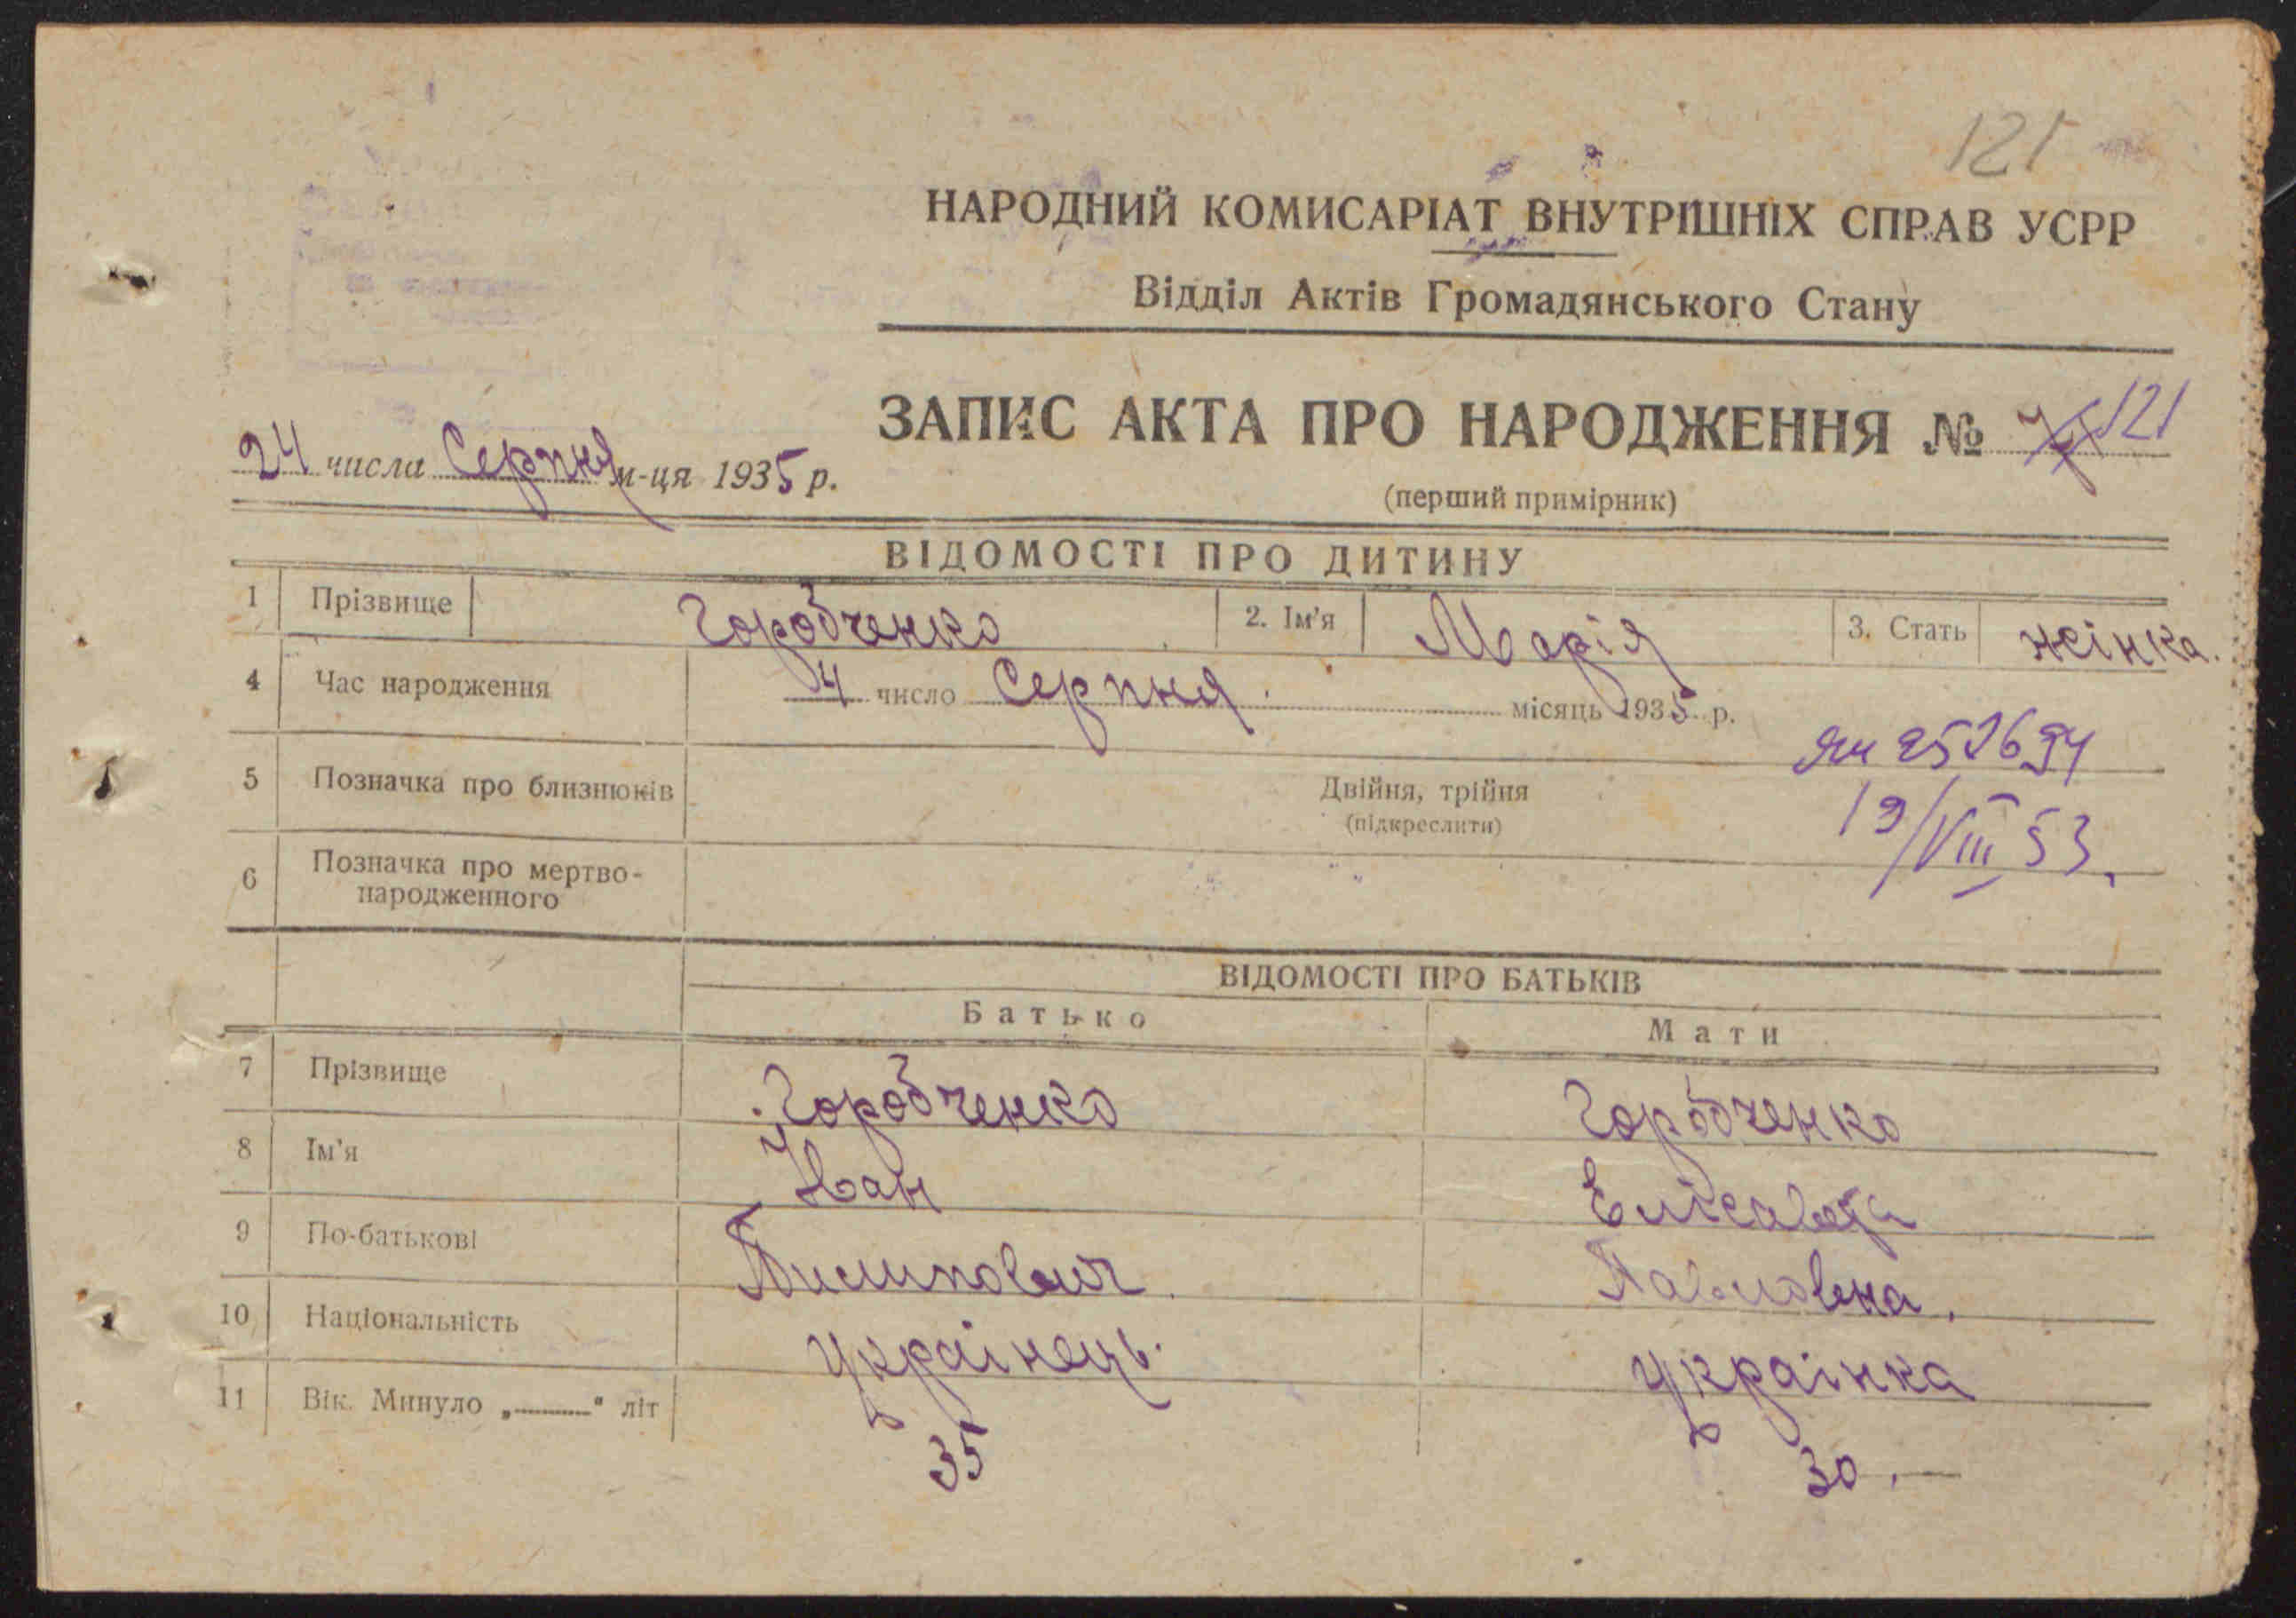 121
НАРОДНИЙ КОМИСАРІАТ ВНУТРІШНІХ СПРАВ УСРР
Відділ Актів Громадянського Стану
ЗАПИС АКТА ПРО НАРОДЖЕННЯ № 121
24 числа Серпня м-ця 1935 р.
(перший примірник)
ВІДОМОСТІ ПРО ДИТИНУ
1 Прізвище Горобченко 2. Ім'я Марія 3. Стать жінка.
4 Час народження 4 число Серпня місяць 1935 р.
5 Позначка про близнюків Двійня, трійня
(підкреслити)
19/VIII 53.
6 Позначка про мертво-
народженного
ВІДОМОСТІ ПРО БАТЬКІВ
Батько Мати
7 Прізвище Горобченко Горобченко
8 Ім'я Іван Елісавета
9 По-батькові Павловна.
10 Національність українець. українка
11 Вік. Минуло „ “ літ 35 30.—